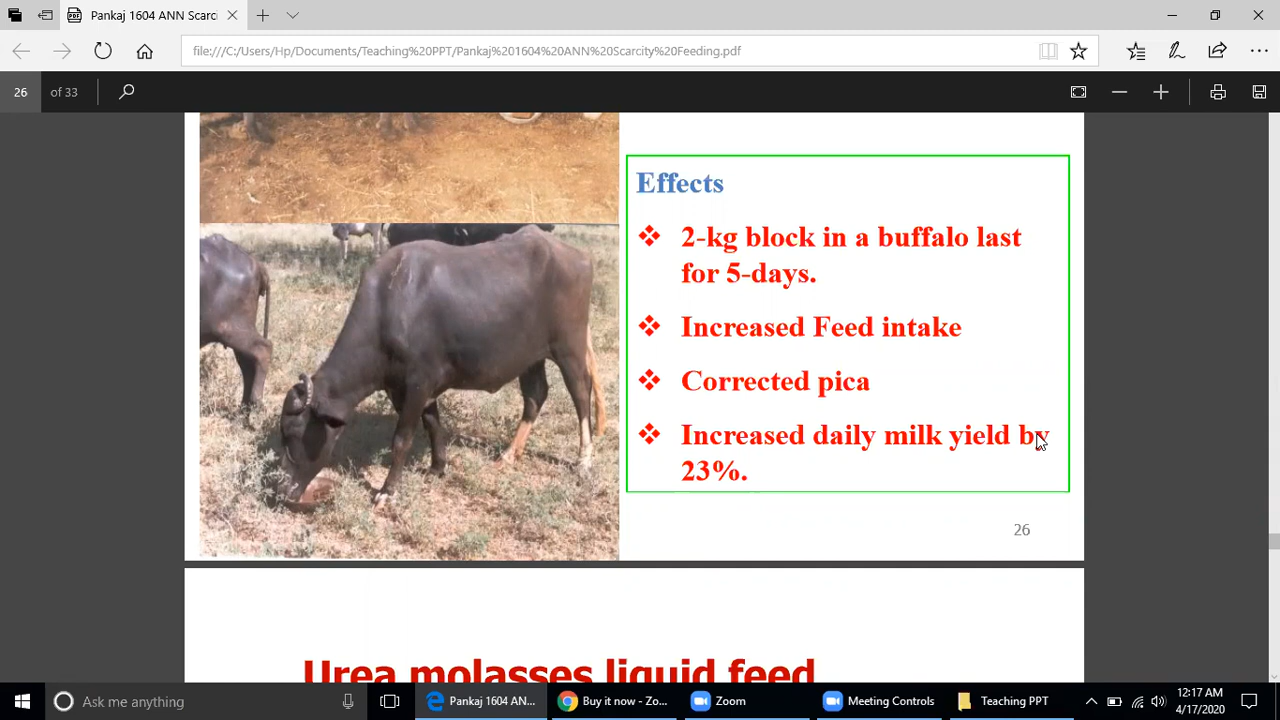 Pankaj 1604 ANN Scarc
file:///C:/Users/Hp/Documents/Teaching%20PPT/Pankaj%201604%20ANN%20Scarcity%20Feeding.pdf
26 of 33
Effects
❖ 2-kg block in a buffalo last
for 5-days.
❖ Increased Feed intake
❖ Corrected pica
❖ Increased daily milk yield by
23%.
26
Urea molasses liquid feed
Ask me anything
Pankaj 1604 AN...
Buy it now - Zo...
Zoom
Meeting Controls
Teaching PPT
12:17 AM
4/17/2020